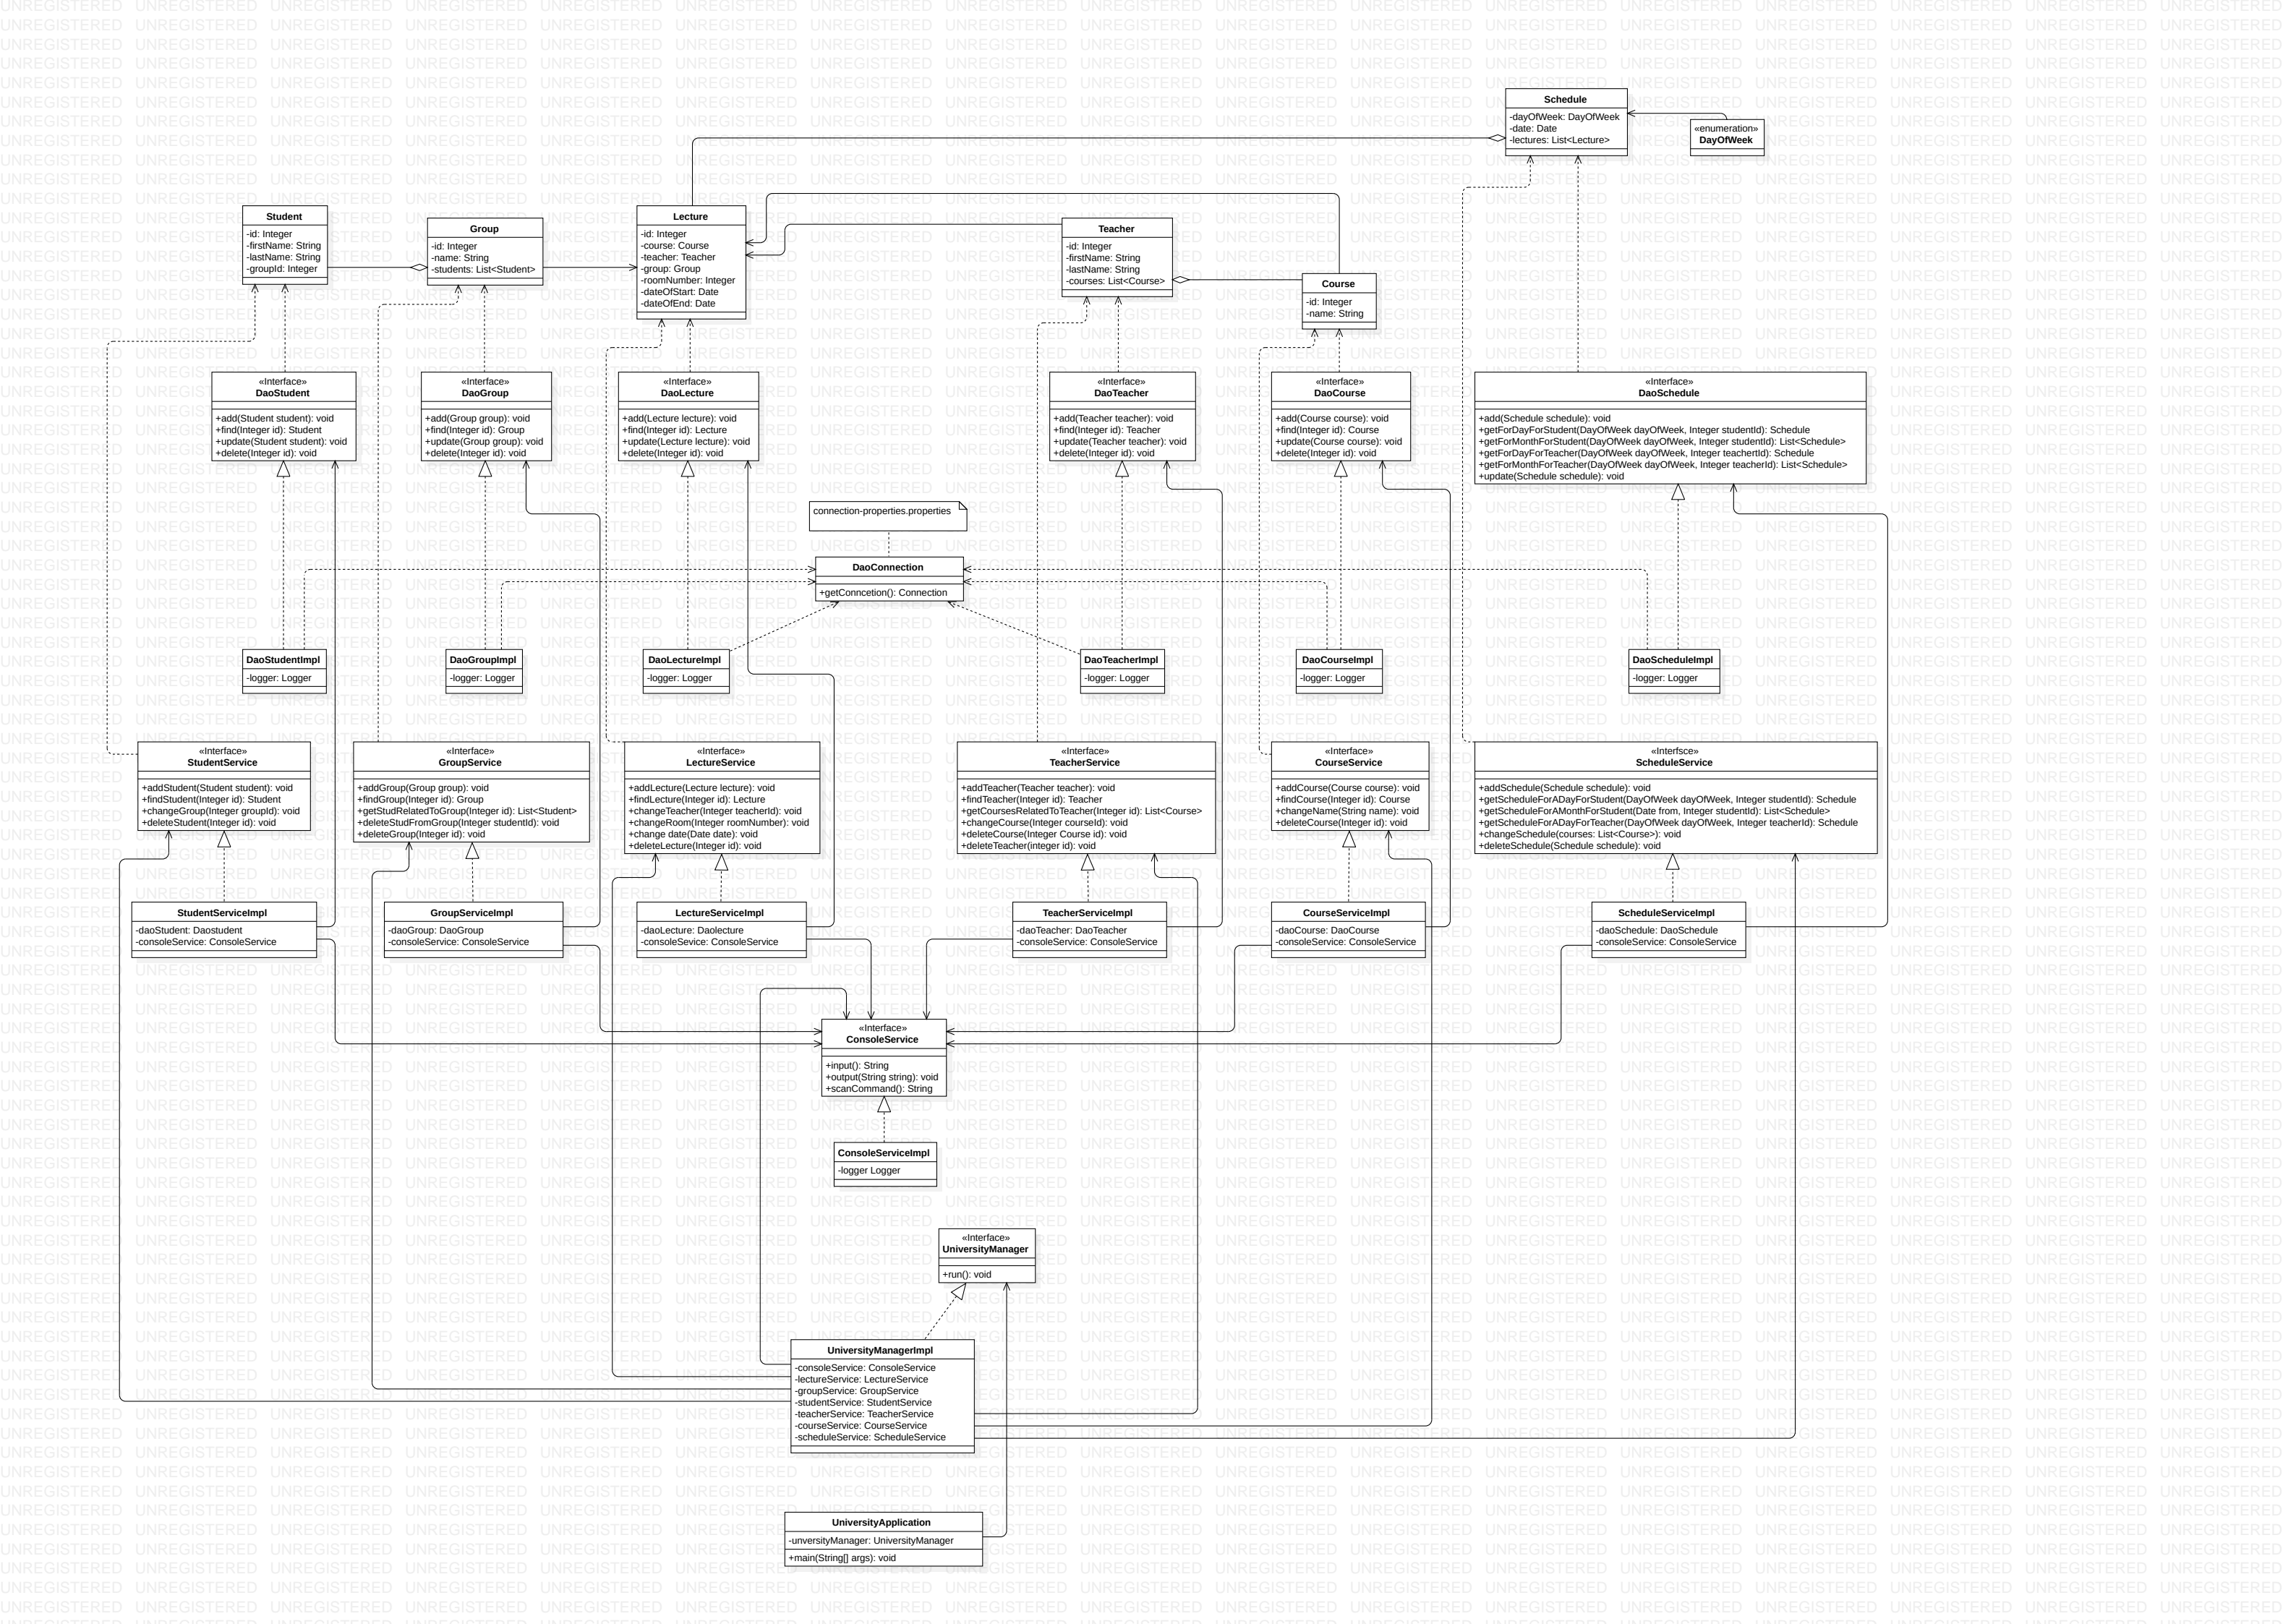 Schedule
-dayOfWeek: DayOfWeek
-date: Date
-lectures: List<Lecture>
«enumeration»
DayOfWeek
Student
-id: Integer
-firstName: String
-lastName: String
-groupId: Integer
Group
-id: Integer
-name: String
-students: List<Student>
Lecture
-id: Integer
-course: Course
-teacher: Teacher
-group: Group
-roomNumber: Integer
-dateOfStart: Date
-dateOfEnd: Date
Teacher
-id: Integer
-firstName: String
-lastName: String
-courses: List<Course>
Course
-id: Integer
-name: String
«Interface»
DaoStudent
+add(Student student): void
+find(Integer id): Student
+update(Student student): void
+delete(Integer id): void
«Interface»
DaoGroup
+add(Group group): void
+find(Integer id): Group
+update(Group group): void
+delete(Integer id): void
«Interface»
DaoLecture
+add(Lecture lecture): void
+find(Integer id): Lecture
+update(Lecture lecture): void
+delete(Integer id): void
«Interface»
DaoTeacher
+add(Teacher teacher): void
+find(Integer id): Teacher
+update(Teacher teacher): void
+delete(Integer id): void
«Interface»
DaoCourse
+add(Course course): void
+find(Integer id): Course
+update(Course course): void
+delete(Integer id): void
«Interface»
DaoSchedule
+add(Schedule schedule): void
+getForDayForStudent(DayOfWeek dayOfWeek, Integer studentId): Schedule
+getForMonthForStudent(DayOfWeek dayOfWeek, Integer studentId): List<Schedule>
+getForDayForTeacher(DayOfWeek dayOfWeek, Integer teachertId): Schedule
+getForMonthForTeacher(DayOfWeek dayOfWeek, Integer teacherId): List<Schedule>
+update(Schedule schedule): void
connection-properties.properties
DaoConnection
+getConncetion(): Connection
DaoStudentImpl
-logger: Logger
DaoGroupImpl
-logger: Logger
DaoLectureImpl
-logger: Logger
DaoTeacherImpl
-logger: Logger
DaoCourseImpl
-logger: Logger
DaoScheduleImpl
-logger: Logger
«Interface»
StudentService
+addStudent(Student student): void
+findStudent(Integer id): Student
+changeGroup(Integer groupId): void
+deleteStudent(Integer id): void
«Interface»
GroupService
+addGroup(Group group): void
+findGroup(Integer id): Group
+getStudRelatedToGroup(Integer id): List<Student>
+deleteStudFromGroup(Integer studentId): void
+deleteGroup(Integer id): void
«Interface»
LectureService
+addLecture(Lecture lecture): void
+findLecture(Integer id): Lecture
+changeTeacher(Integer teacherId): void
+changeRoom(Integer roomNumber): void
+change date(Date date): void
+deleteLecture(Integer id): void
«Interface»
TeacherService
+addTeacher(Teacher teacher): void
+findTeacher(Integer id): Teacher
+getCoursesRelatedToTeacher(Integer id): List<Course>
+changeCourse(Integer courseId): void
+deleteCourse(Integer Course id): void
+deleteTeacher(integer id): void
«Interface»
CourseService
+addCourse(Course course): void
+findCourse(Integer id): Course
+changeName(String name): void
+deleteCourse(Integer id): void
«Interfsce»
ScheduleService
+addSchedule(Schedule schedule): void
+getScheduleForADayForStudent(DayOfWeek dayOfWeek, Integer studentId): Schedule
+getScheduleForAMonthForStudent(Date from, Integer studentId): List<Schedule>
+getScheduleForADayForTeacher(DayOfWeek dayOfWeek, Integer teacherId): Schedule
+changeSchedule(courses: List<Course>): void
+deleteSchedule(Schedule schedule): void
StudentServiceImpl
-daoStudent: Daostudent
-consoleService: ConsoleService
GroupServiceImpl
-daoGroup: DaoGroup
-consoleService: ConsoleService
LectureServiceImpl
-daoLecture: Daolecture
-consoleSevice: ConsoleService
TeacherServiceImpl
-daoTeacher: DaoTeacher
-consoleService: ConsoleService
CourseServiceImpl
-daoCourse: DaoCourse
-consoleService: ConsoleService
ScheduleServiceImpl
-daoSchedule: DaoSchedule
-consoleService: ConsoleService
«Interface»
ConsoleService
+input(): String
+output(String string): void
+scanCommand(): String
ConsoleServiceImpl
-logger Logger
«Interface»
UniversityManager
+run(): void
UniversityManagerImpl
-consoleService: ConsoleService
-lectureService: LectureService
-groupService: GroupService
-studentService: StudentService
-teacherService: TeacherService
-courseService: CourseService
-scheduleService: ScheduleService
UniversityApplication
-unversityManager: UniversityManager
+main(String[] args): void